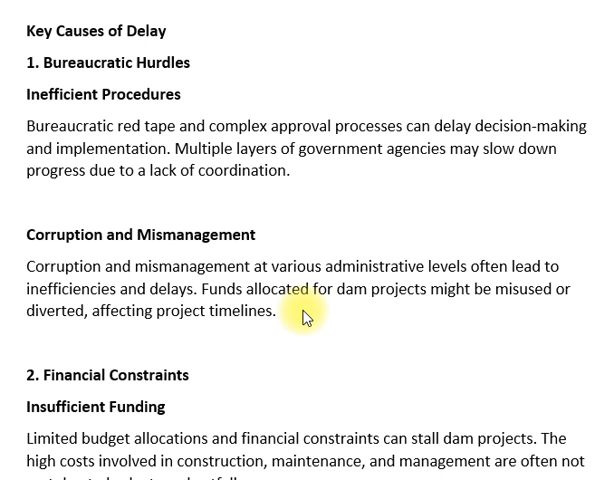 Key Causes of Delay
1. Bureaucratic Hurdles
Inefficient Procedures
Bureaucratic red tape and complex approval processes can delay decision-making
and implementation. Multiple layers of government agencies may slow down
progress due to a lack of coordination.
Corruption and Mismanagement
Corruption and mismanagement at various administrative levels often lead to
inefficiencies and delays. Funds allocated for dam projects might be misused or
diverted, affecting project timelines.
2. Financial Constraints
Insufficient Funding
Limited budget allocations and financial constraints can stall dam projects. The
high costs involved in construction, maintenance, and management are often not